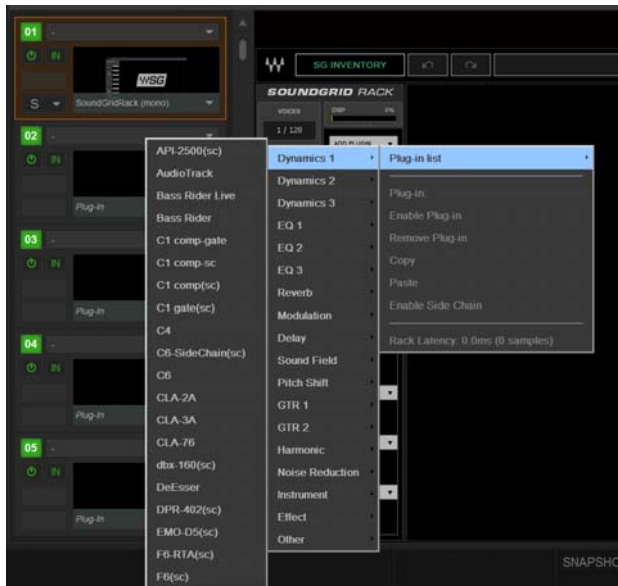 01 -
IN
WSG
S SoundGridRack (mono)
02 -
IN
Plug-in
03 -
IN
Plug-in
04 -
IN
Plug-in
05 -
IN
Plug-in
SG INVENTORY
SOUNDGRID RACK
VOICES DSP 0%
1 / 128
ADD PLUGIN
API-2500(sc)
AudioTrack
Bass Rider Live
Bass Rider
C1 comp-gate
C1 comp-sc
C1 comp(sc)
C1 gate(sc)
C4
C6-SideChain(sc)
C6
CLA-2A
CLA-3A
CLA-76
dbx-160(sc)
DeEsser
DPR-402(sc)
EMO-D5(sc)
F6-RTA(sc)
F6(sc)
Dynamics 1
Dynamics 2
Dynamics 3
EQ 1
EQ 2
EQ 3
Reverb
Modulation
Delay
Sound Field
Pitch Shift
GTR 1
GTR 2
Harmonic
Noise Reduction
Instrument
Effect
Other
Plug-in list
Plug-in:
Enable Plug-in
Remove Plug-in
Copy
Paste
Enable Side Chain
Rack Latency: 0.0ms (0 samples)
SNAPSHO